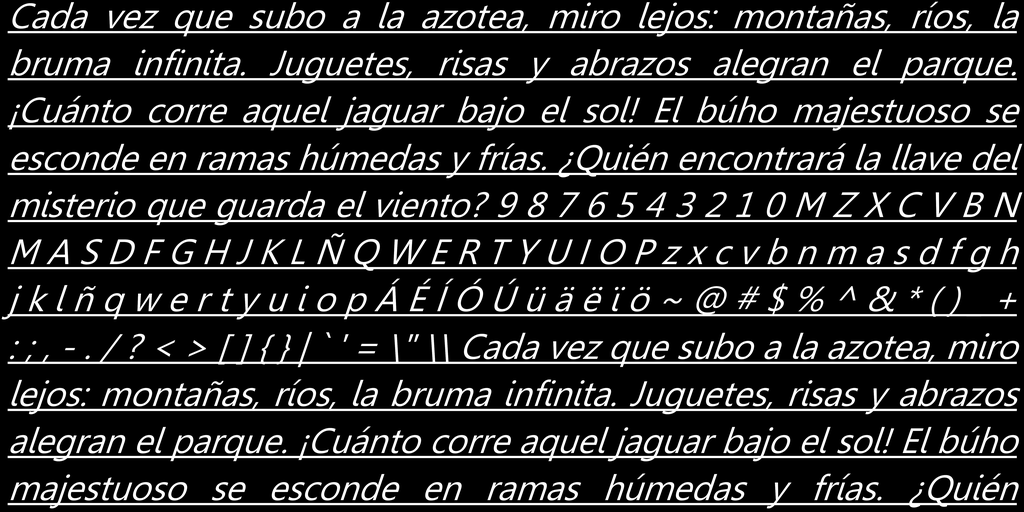 Cada vez que subo a la azotea, miro lejos: montañas, ríos, la
bruma infinita. Juguetes, risas y abrazos alegran el parque.
¡Cuánto corre aquel jaguar bajo el sol! El búho majestuoso se
esconde en ramas húmedas y frías. ¿Quién encontrará la llave del
misterio que guarda el viento? 9 8 7 6 5 4 3 2 1 0 M Z X C V B N
M A S D F G H J K L Ñ Q W E R T Y U I O P z x c v b n m a s d f g h
j k l ñ q w e r t y u i o p Á É Í Ó Ú ü ä ë ï ö ~ @ # $ % ^ & * ( ) +
: ; , - . / ? < > [ ] { } | ` ' = \" \\ Cada vez que subo a la azotea, miro
lejos: montañas, ríos, la bruma infinita. Juguetes, risas y abrazos
alegran el parque. ¡Cuánto corre aquel jaguar bajo el sol! El búho
majestuoso se esconde en ramas húmedas y frías. ¿Quién